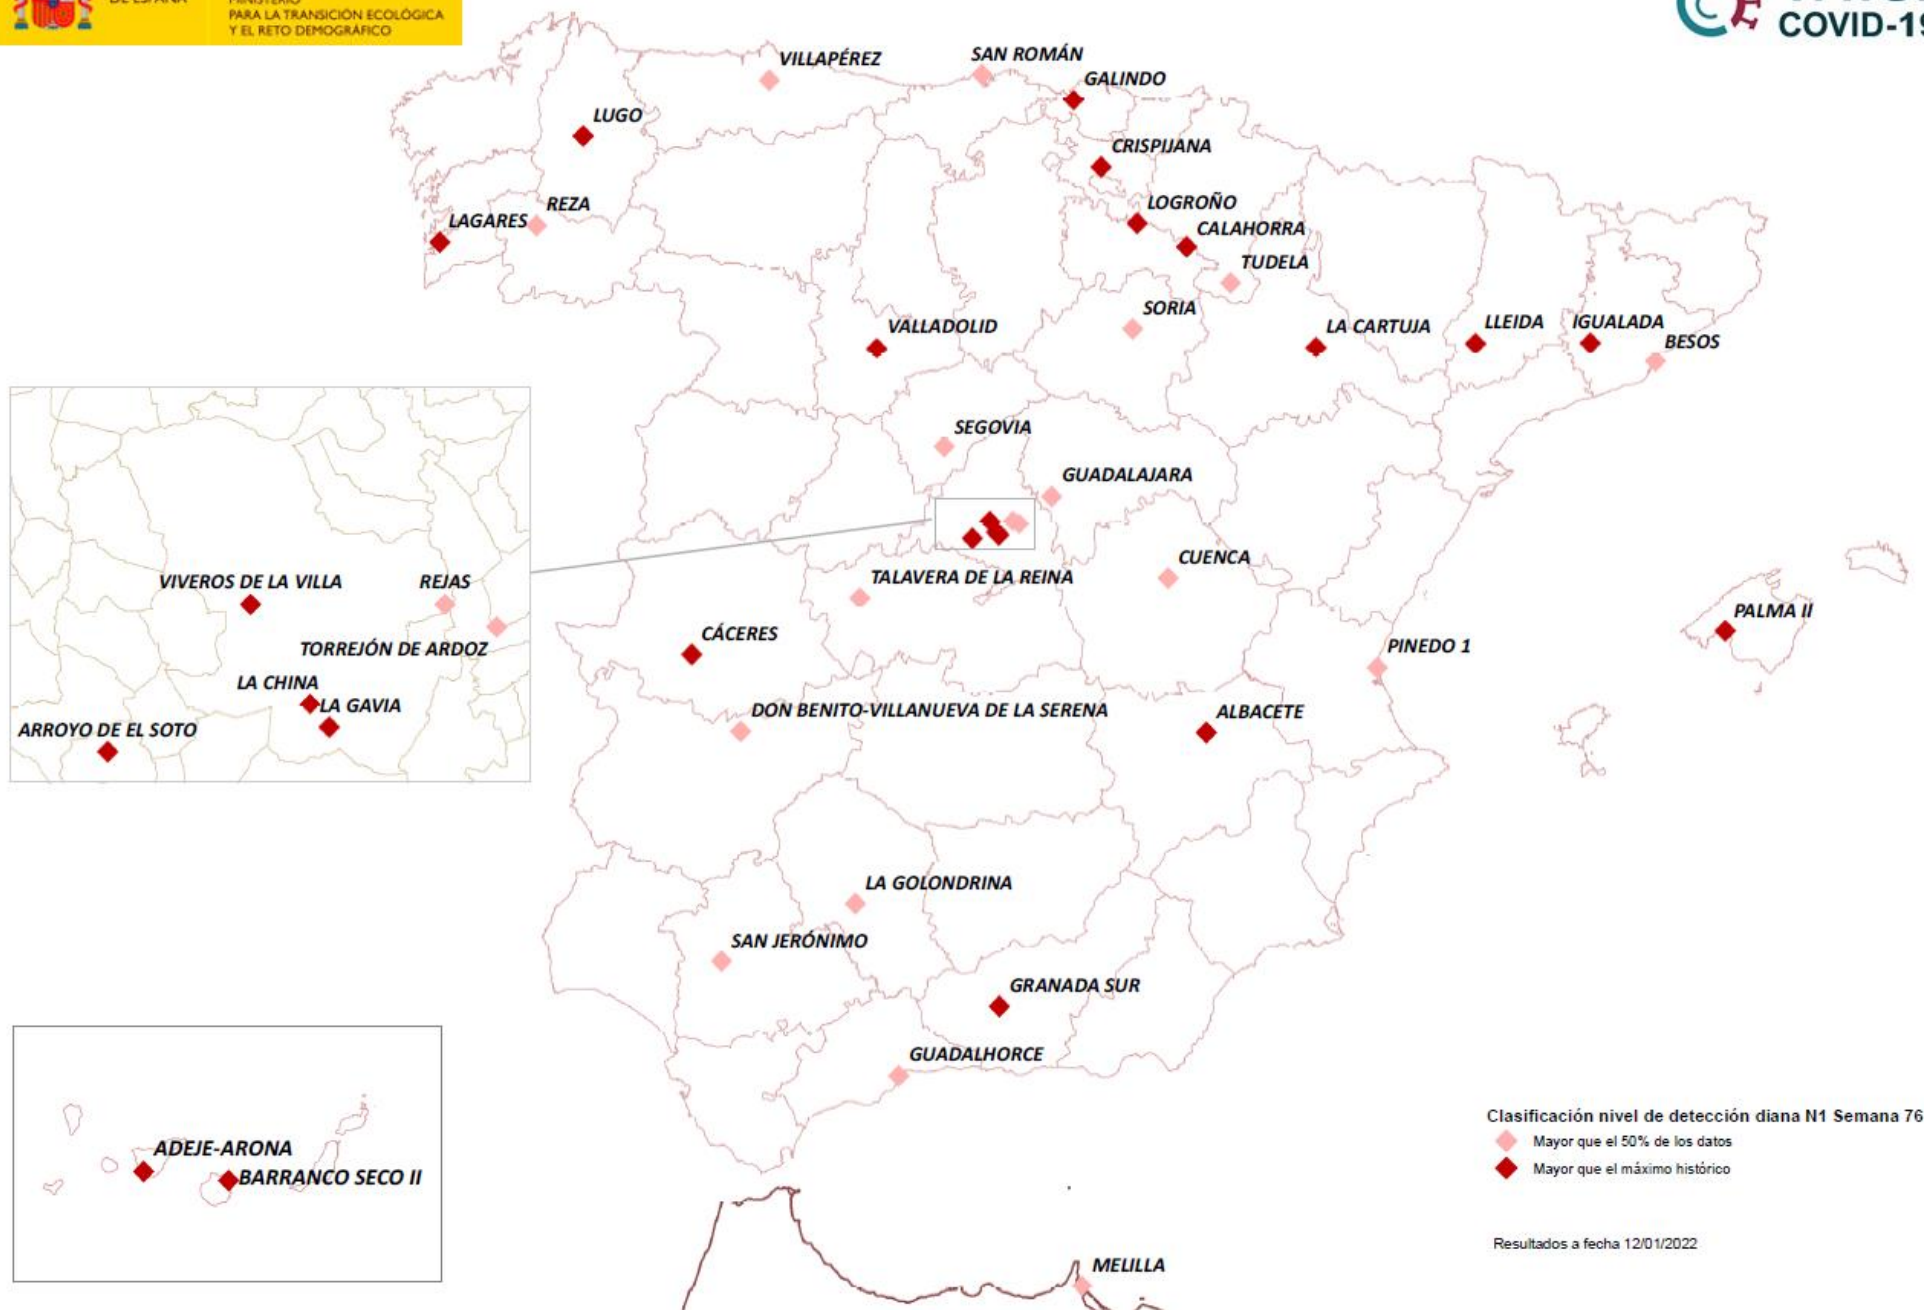 DE ESPAÑA
MINISTERIO
PARA LA TRANSICIÓN ECOLÓGICA
Y EL RETO DEMOGRÁFICO
COVID-19
VILLAPÉREZ
SAN ROMÁN
GALINDO
LUGO
CRISPIJANA
REZA
LOGROÑO
LAGARES
CALAHORRA
TUDELA
SORIA
VALLADOLID
LA CARTUJA
LLEIDA
IGUALADA
BESOS
SEGOVIA
GUADALAJARA
CUENCA
TALAVERA DE LA REINA
VIVEROS DE LA VILLA
REJAS
TORREJÓN DE ARDOZ
LA CHINA
LA GAVIA
ARROYO DE EL SOTO
CÁCERES
PALMA II
PINEDO 1
DON BENITO-VILLANUEVA DE LA SERENA
ALBACETE
LA GOLONDRINA
SAN JERÓNIMO
GRANADA SUR
GUADALHORCE
ADEJE-ARONA
BARRANCO SECO II
MELILLA
Clasificación nivel de detección diana N1 Semana 76
Mayor que el 50% de los datos
Mayor que el máximo histórico
Resultados a fecha 12/01/2022